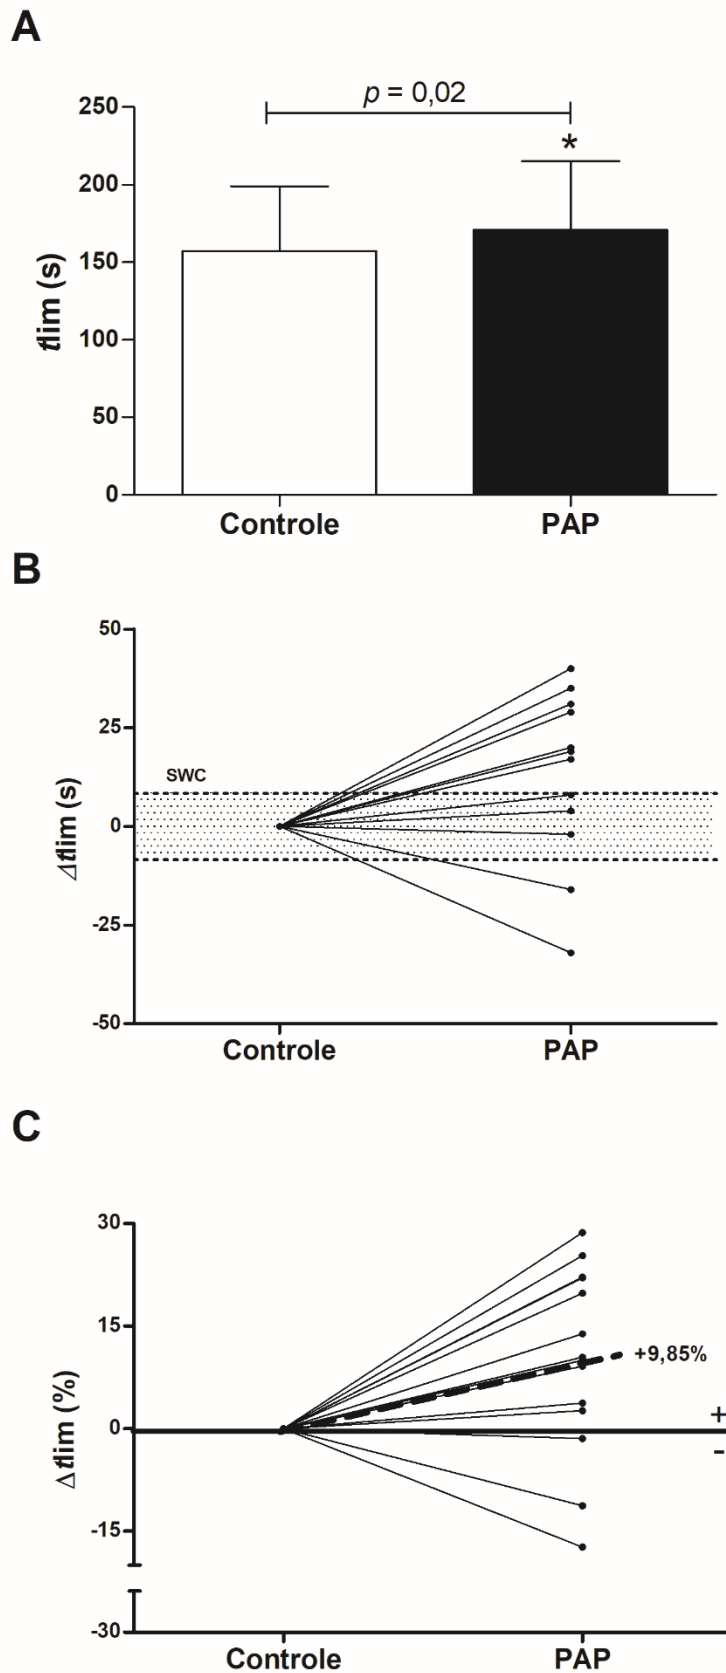 A
p = 0,02
*
250
200
150
100
50
0
tlim (s)
Controle PAP
B
50
25
0
-25
-50
SWC
Δtlim (s)
Controle PAP
C
30
15
0
-15
-30
+9,85%
+
-
Δtlim (%)
Controle PAP